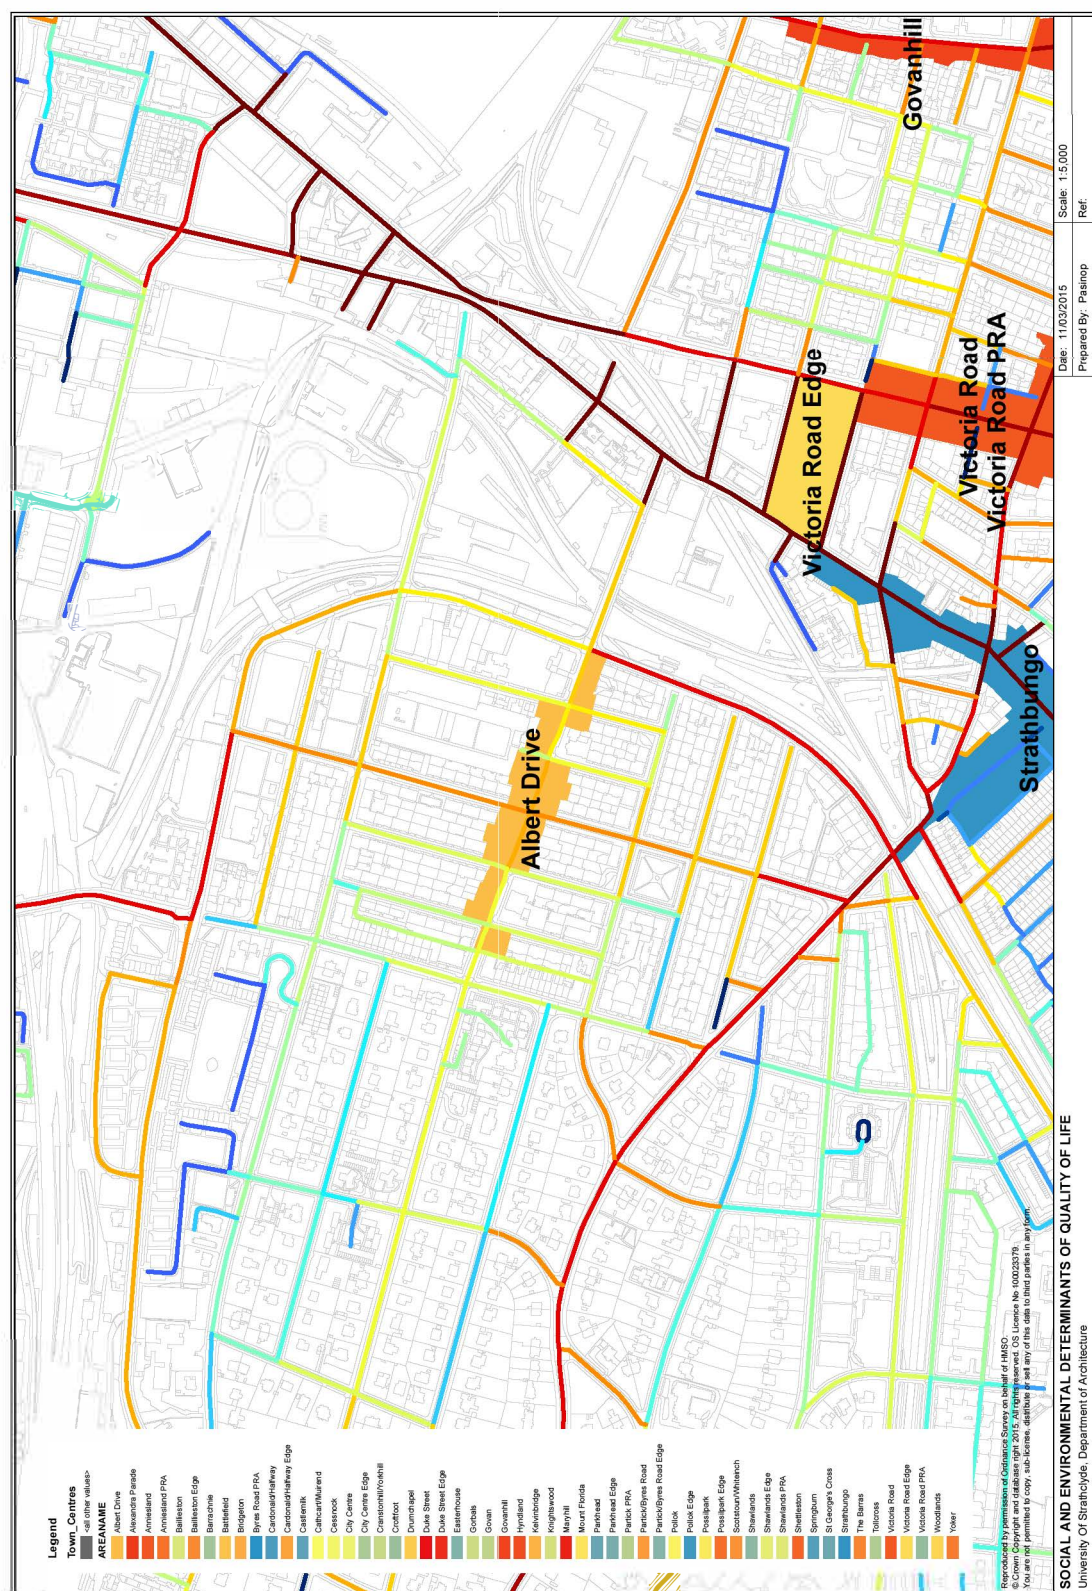 Govanhill
Victoria Road Edge
Victoria Road
Victoria Road PRA
Strathbungo
Albert Drive
Legend
Town_Centres
<all other values>
AREANAME
Albert Drive
Alexandra Parade
Anniesland
Anniesland PRA
Baillieston
Baillieston Edge
Barrachnie
Battlefield
Bridgeton
Byres Road PRA
Cardonald/Halfway
Cardonald/Halfway Edge
Castlemilk
Cathcart/Muirend
Cessnock
City Centre
City Centre Edge
Cranstonhill/Yorkhill
Croftfoot
Drumchapel
Duke Street
Duke Street Edge
Easterhouse
Gorbals
Govan
Govanhill
Hyndland
Kelvinbridge
Knightswood
Maryhill
Mount Florida
Parkhead
Parkhead Edge
Partick PRA
Partick/Byres Road
Partick/Byres Road Edge
Pollok
Pollok Edge
Possilpark
Possilpark Edge
Scotstoun/Whiteinch
Shawlands
Shawlands Edge
Shawlands PRA
Shettleston
Springburn
St Georges Cross
Strathbungo
The Barras
Tollcross
Victoria Road
Victoria Road Edge
Victoria Road PRA
Woodlands
Yoker
Reproduced by permission of Ordnance Survey on behalf of HMSO.
© Crown Copyright and database right 2015. All rights reserved. OS Licence No 100023379.
You are not permitted to copy, sub-license, distribute or sell any of this data to third parties in any form.
SOCIAL AND ENVIRONMENTAL DETERMINANTS OF QUALITY OF LIFE
University Of Strathclyde, Department of Architecture
Date: 11/03/2015
Scale: 1:5,000
Prepared By: Pasinop
Ref: